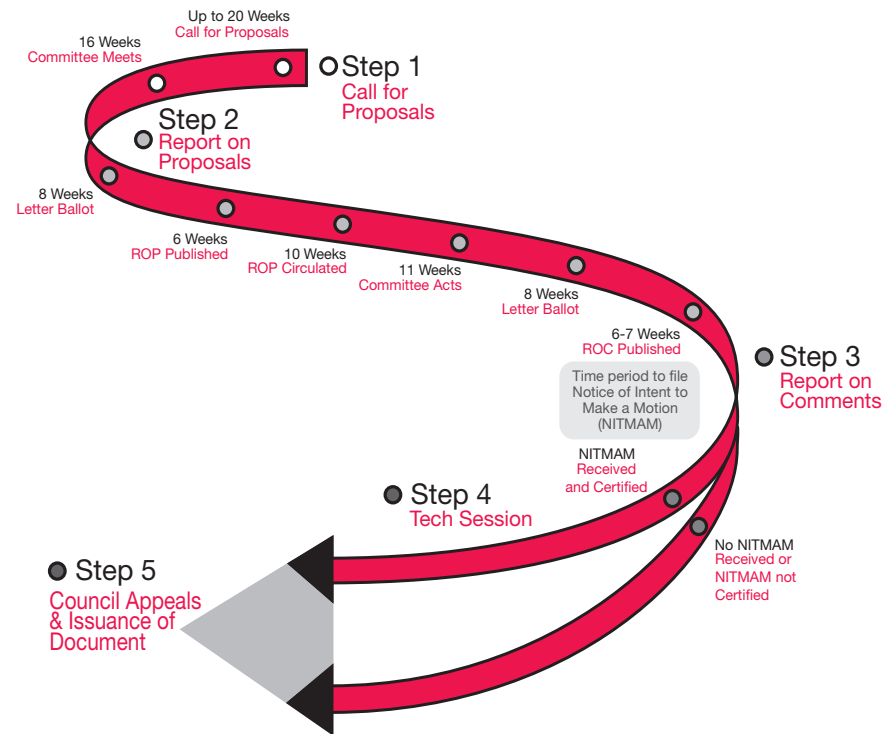 Up to 20 Weeks
Call for Proposals
16 Weeks
Committee Meets
Step 1
Call for
Proposals
Step 2
Report on
Proposals
8 Weeks
Letter Ballot
6 Weeks
ROP Published
10 Weeks
ROP Circulated
11 Weeks
Committee Acts
8 Weeks
Letter Ballot
6-7 Weeks
ROC Published
Step 3
Report on
Comments
Time period to file
Notice of Intent to
Make a Motion
(NITMAM)
NITMAM
Received
and Certified
Step 4
Tech Session
No NITMAM
Received or
NITMAM not
Certified
Step 5
Council Appeals
& Issuance of
Document